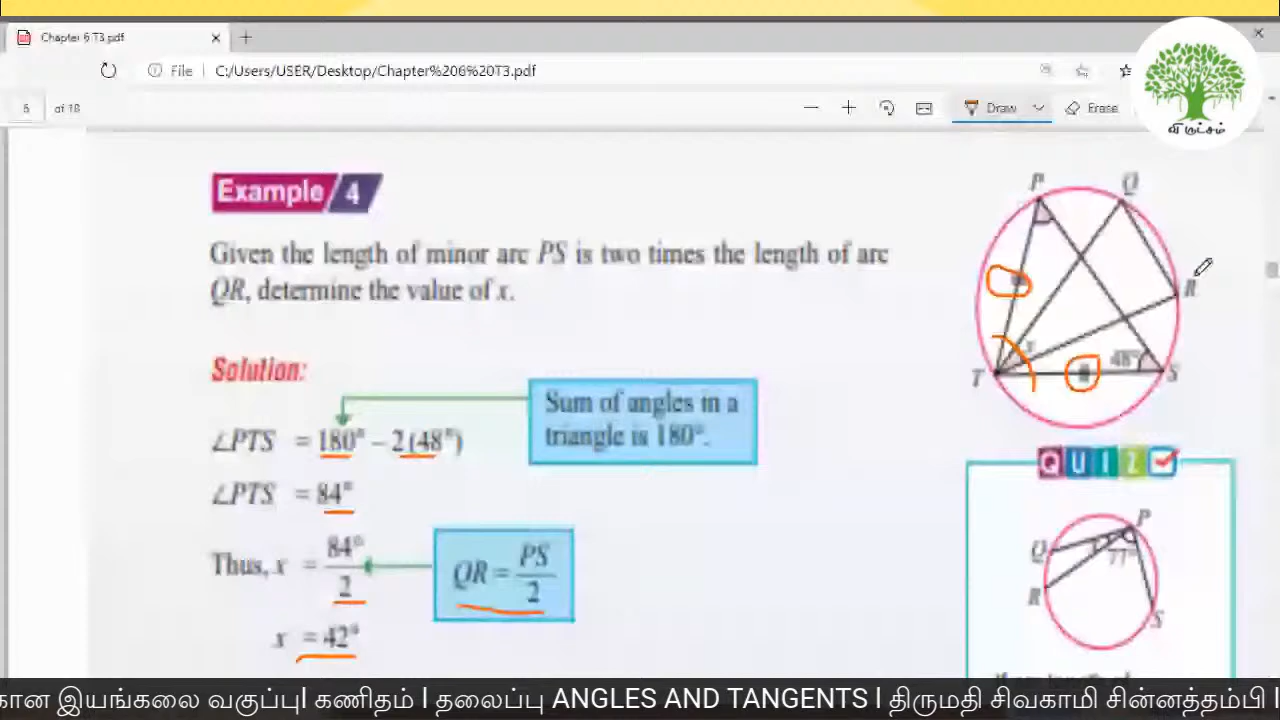 Chapter 6 T3.pdf
File C:/Users/USER/Desktop/Chapter%206%20T3.pdf
of 18
Draw
Erase
விருட்சம்
Example 4
Given the length of minor arc PS is two times the length of arc
QR, determine the value of x.
Solution:
∠PTS = 180° – 2(48°)
Sum of angles in a
triangle is 180°.
∠PTS = 84°
Thus, x = 84°/2
QR = PS/2
x = 42°
P Q
R
x
48°
T S
QUIZ
P
Q
77°
R
S
கான இயங்கலை வகுப்பு| கணிதம் I தலைப்பு ANGLES AND TANGENTS I திருமதி சிவகாமி சின்னத்தம்பி I